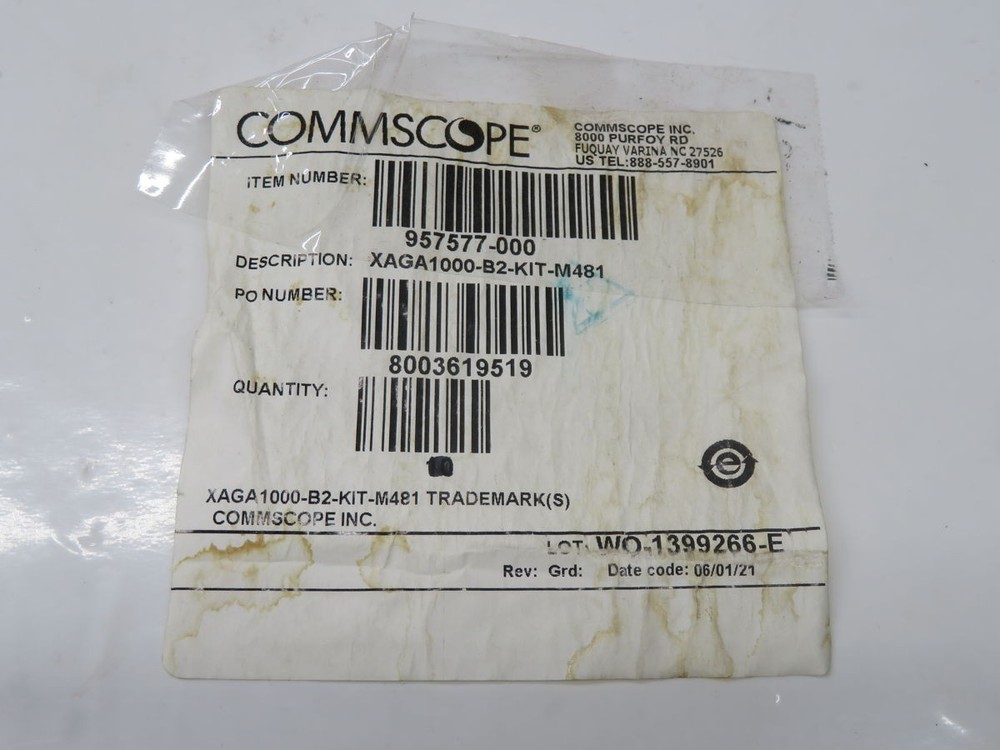 COMMSCOPE®
COMMSCOPE INC.
8000 PURFOY RD
FUQUAY VARINA NC 27526
US TEL:888-557-8901
ITEM NUMBER:
957577-000
DESCRIPTION: XAGA1000-B2-KIT-M481
PO NUMBER:
8003619519
QUANTITY:
XAGA1000-B2-KIT-M481 TRADEMARK(S)
COMMSCOPE INC.
LOT: WO-1399266-E
Rev: Grd: Date code: 06/01/21
e